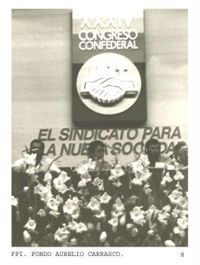 XXXIV
CONGRESO
CONFEDERAL
EL SINDICATO PARA
LA NUEVA SOCIEDAD
FPI. FONDO AURELIO CARRASCO.
8